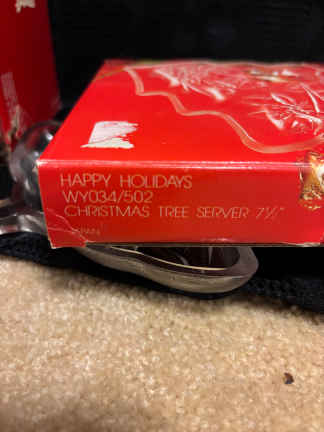 HAPPY HOLIDAYS
WY034/502
CHRISTMAS TREE SERVER 7½"
JAPAN